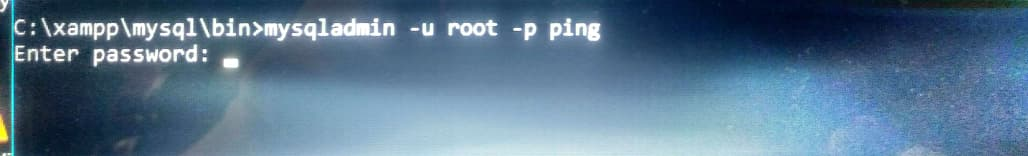 C:\xampp\mysql\bin>mysqladmin -u root -p ping
Enter password: